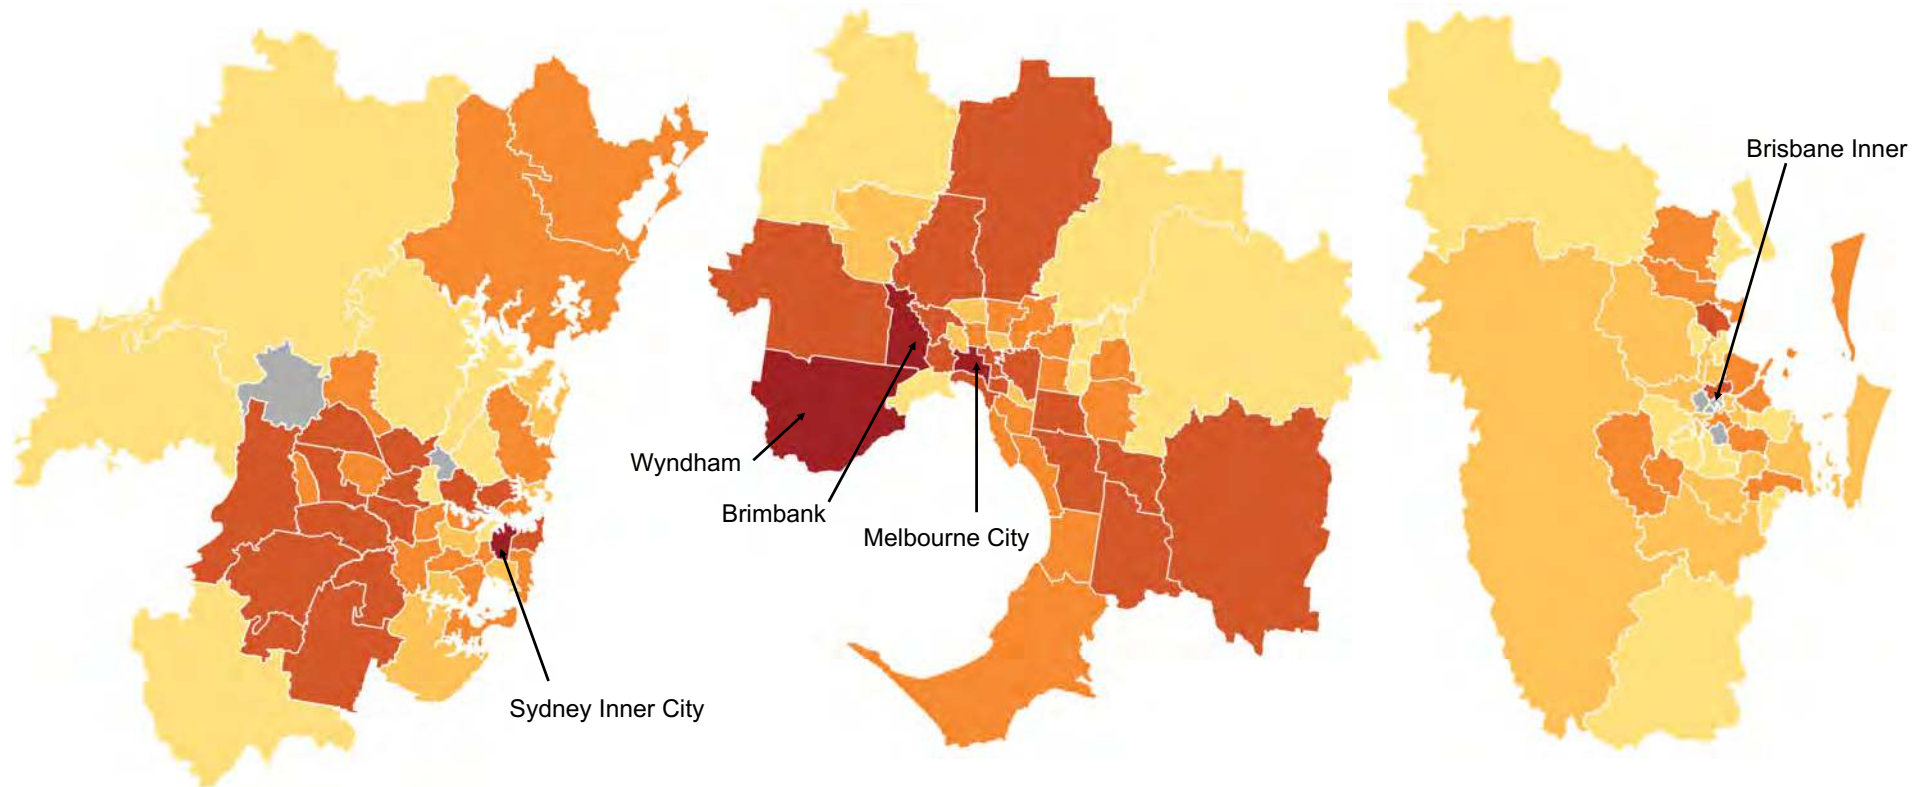 Brisbane Inner
Wyndham
Brimbank
Melbourne City
Sydney Inner City